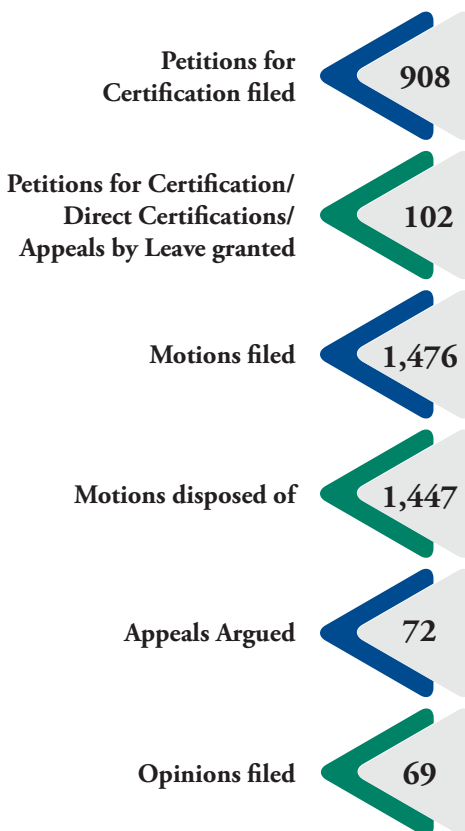 Petitions for
Certification filed
908
Petitions for Certification/
Direct Certifications/
Appeals by Leave granted
102
Motions filed
1,476
Motions disposed of
1,447
Appeals Argued
72
Opinions filed
69